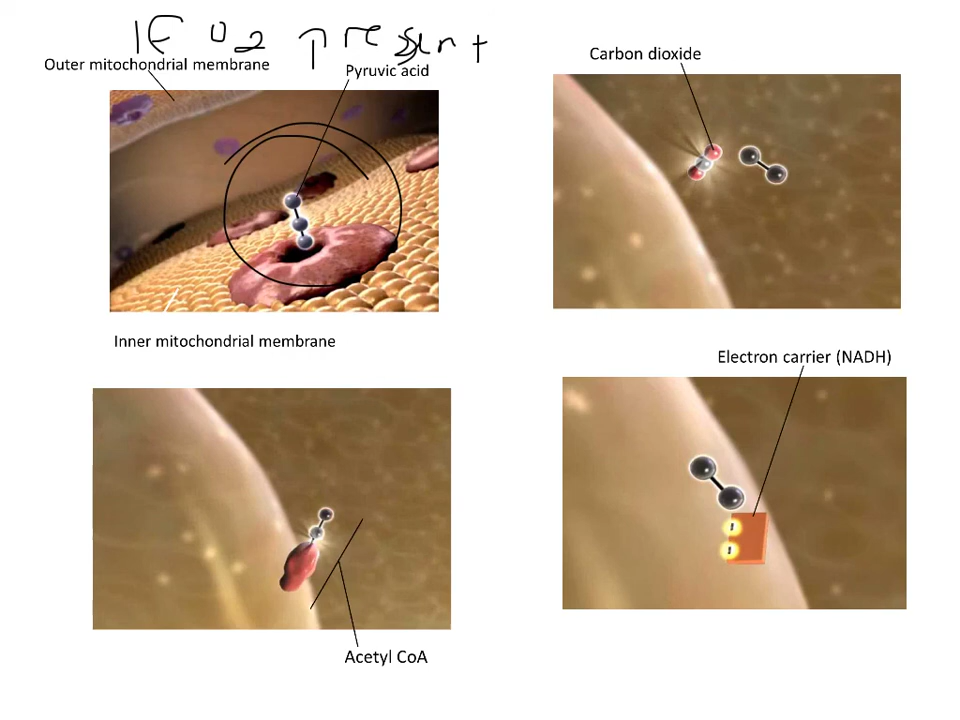 IF O2 present
Outer mitochondrial membrane
Pyruvic acid
Carbon dioxide
Inner mitochondrial membrane
Electron carrier (NADH)
Acetyl CoA